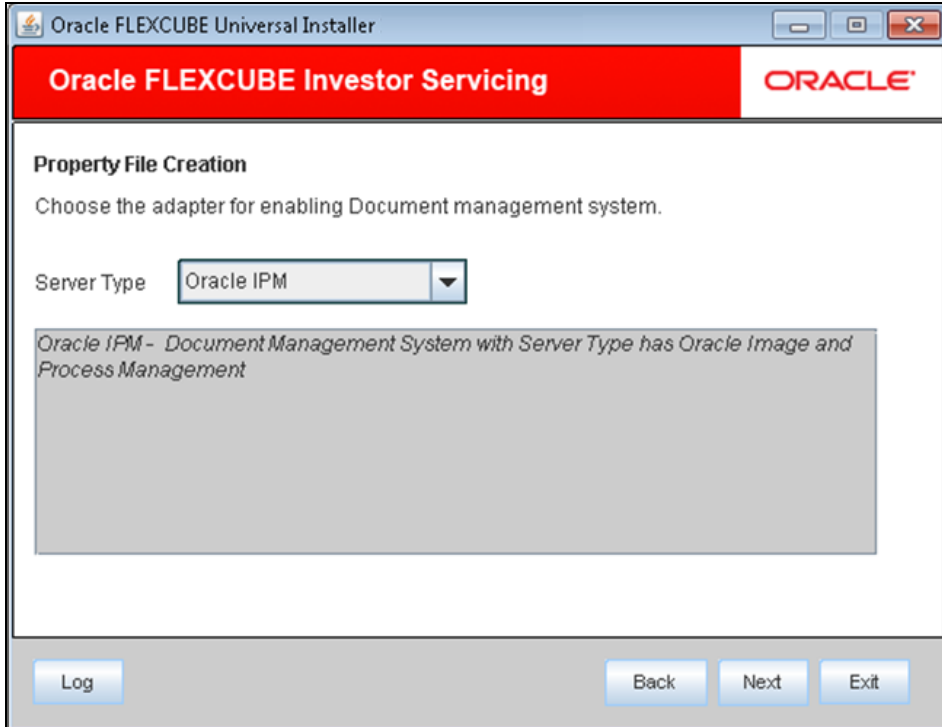 Oracle FLEXCUBE Universal Installer
Oracle FLEXCUBE Investor Servicing
ORACLE
Property File Creation
Choose the adapter for enabling Document management system.
Server Type Oracle IPM
Oracle IPM - Document Management System with Server Type has Oracle Image and
Process Management
Log Back Next Exit